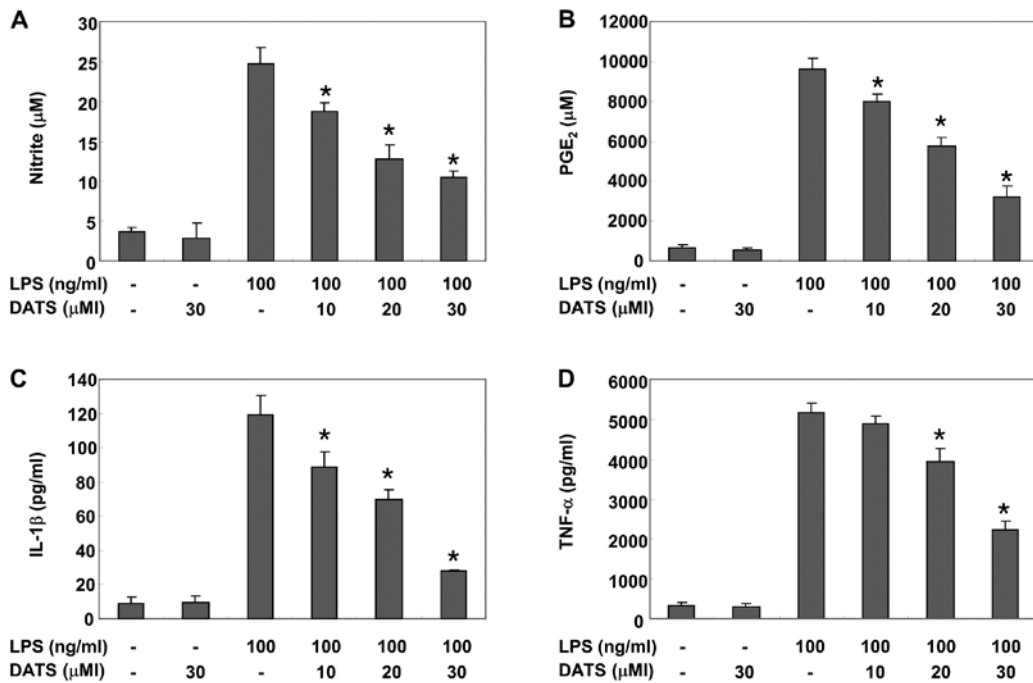 A
Nitrite (μM)
30
25
20
15
10
5
0
*
*
*
LPS (ng/ml) - - 100 100 100 100
DATS (μMl) - 30 - 10 20 30
B
PGE2 (μM)
12000
10000
8000
6000
4000
2000
0
*
*
*
LPS (ng/ml) - - 100 100 100 100
DATS (μMl) - 30 - 10 20 30
C
IL-1β (pg/ml)
140
120
100
80
60
40
20
0
*
*
*
LPS (ng/ml) - - 100 100 100 100
DATS (μMl) - 30 - 10 20 30
D
TNF-α (pg/ml)
6000
5000
4000
3000
2000
1000
0
*
*
LPS (ng/ml) - - 100 100 100 100
DATS (μMl) - 30 - 10 20 30